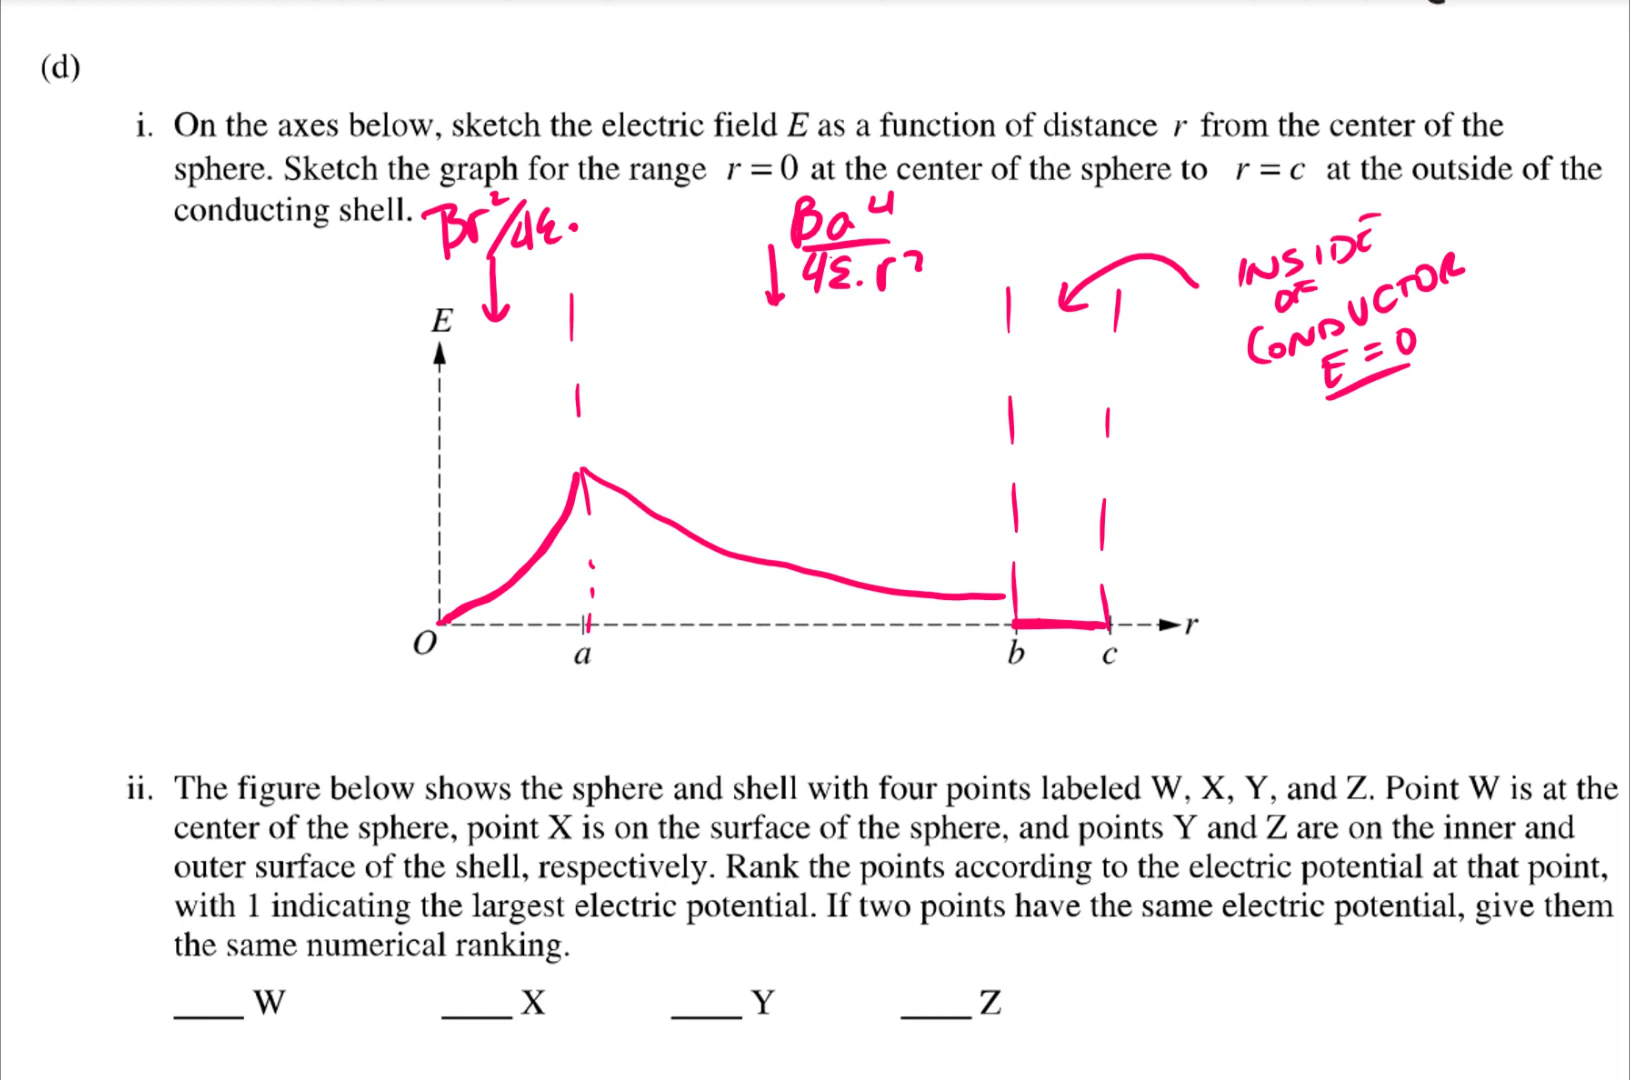 (d)
i. On the axes below, sketch the electric field E as a function of distance r from the center of the
sphere. Sketch the graph for the range r = 0 at the center of the sphere to r = c at the outside of the
conducting shell.
Br²/4ε₀
Ba⁴
4ε₀r²
INSIDE
OF
CONDUCTOR
E = 0
E
O
a
b
c
r
ii. The figure below shows the sphere and shell with four points labeled W, X, Y, and Z. Point W is at the
center of the sphere, point X is on the surface of the sphere, and points Y and Z are on the inner and
outer surface of the shell, respectively. Rank the points according to the electric potential at that point,
with 1 indicating the largest electric potential. If two points have the same electric potential, give them
the same numerical ranking.
____ W ____ X ____ Y ____ Z